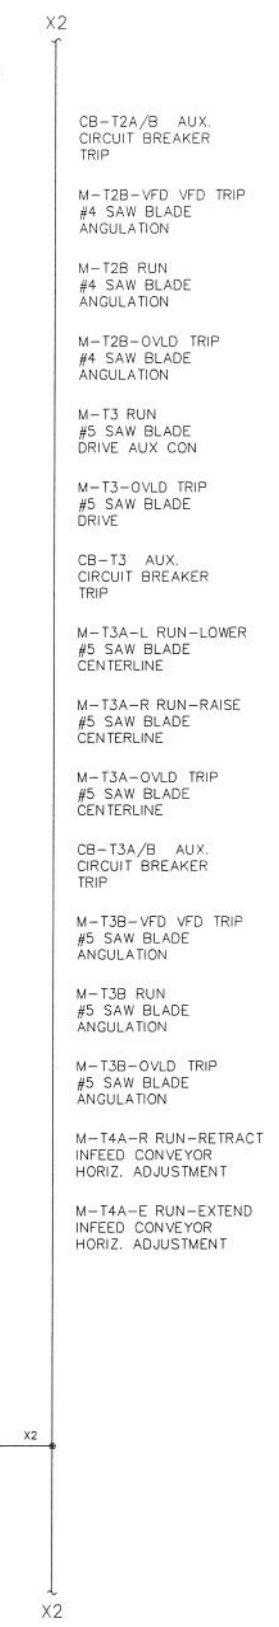 X2
CB-T2A/B AUX.
CIRCUIT BREAKER
TRIP
M-T2B-VFD VFD TRIP
#4 SAW BLADE
ANGULATION
M-T2B RUN
#4 SAW BLADE
ANGULATION
M-T2B-OVLD TRIP
#4 SAW BLADE
ANGULATION
M-T3 RUN
#5 SAW BLADE
DRIVE AUX CON
M-T3-OVLD TRIP
#5 SAW BLADE
DRIVE
CB-T3 AUX.
CIRCUIT BREAKER
TRIP
M-T3A-L RUN-LOWER
#5 SAW BLADE
CENTERLINE
M-T3A-R RUN-RAISE
#5 SAW BLADE
CENTERLINE
M-T3A-OVLD TRIP
#5 SAW BLADE
CENTERLINE
CB-T3A/B AUX.
CIRCUIT BREAKER
TRIP
M-T3B-VFD VFD TRIP
#5 SAW BLADE
ANGULATION
M-T3B RUN
#5 SAW BLADE
ANGULATION
M-T3B-OVLD TRIP
#5 SAW BLADE
ANGULATION
M-T4A-R RUN-RETRACT
INFEED CONVEYOR
HORIZ. ADJUSTMENT
M-T4A-E RUN-EXTEND
INFEED CONVEYOR
HORIZ. ADJUSTMENT
X2
X2